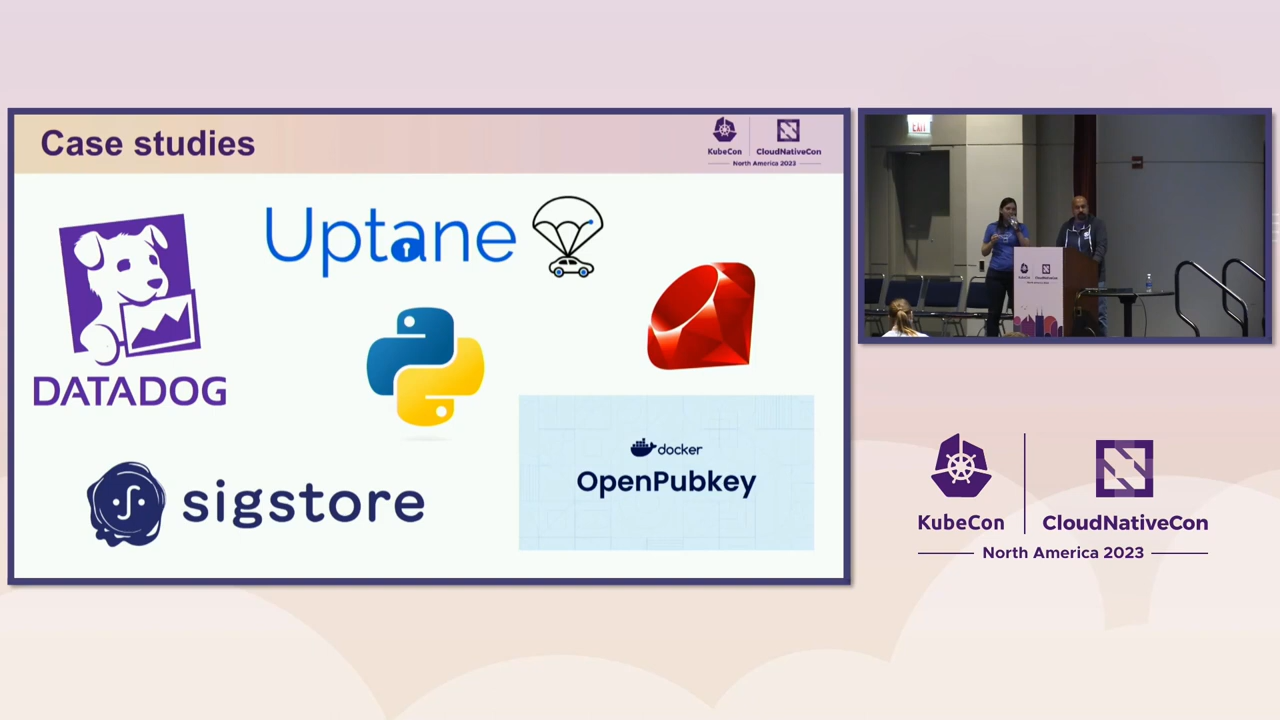 Case studies
KubeCon
CloudNativeCon
North America 2023
DATADOG
Uptane
docker
OpenPubkey
sigstore
EXIT
KubeCon
CloudNativeCon
North America 2023